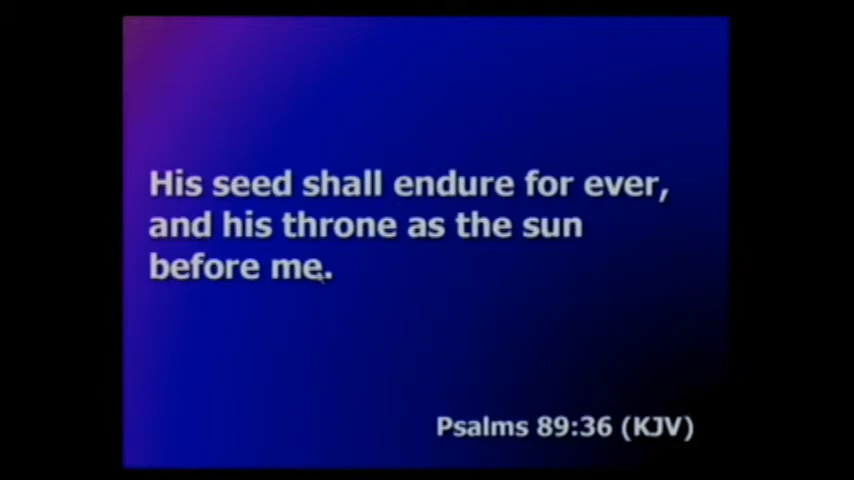 His seed shall endure for ever,
and his throne as the sun
before me.
Psalms 89:36 (KJV)